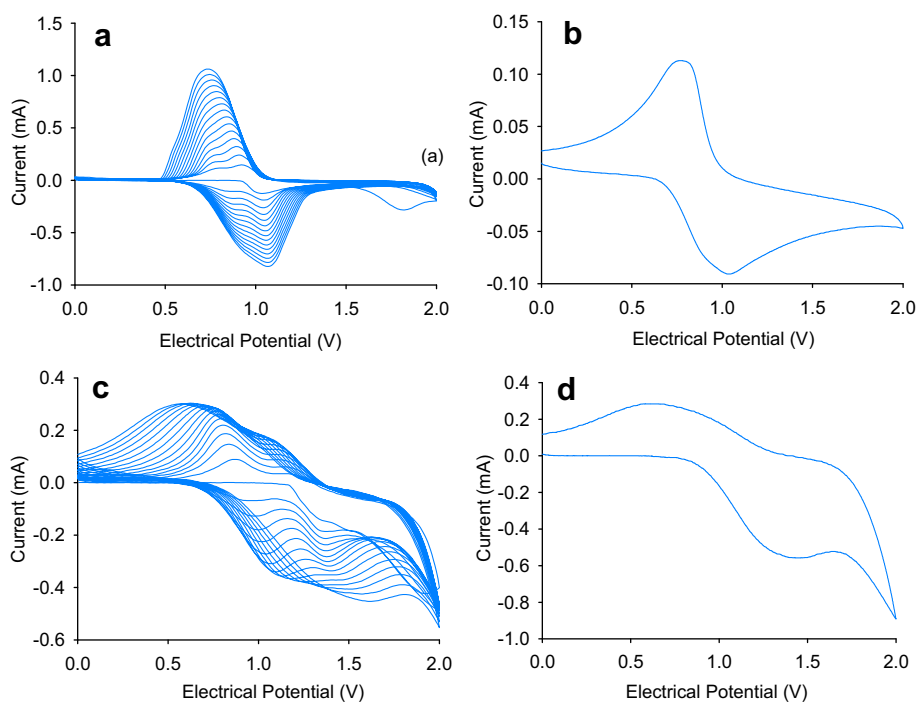 a
1.5
1.0
0.5
0.0
-0.5
-1.0
Current (mA)
(a)
0.0 0.5 1.0 1.5 2.0
Electrical Potential (V)
b
0.15
0.10
0.05
0.00
-0.05
-0.10
Current (mA)
0.0 0.5 1.0 1.5 2.0
Electrical Potential (V)
c
0.4
0.2
0.0
-0.2
-0.4
-0.6
Current (mA)
0.0 0.5 1.0 1.5 2.0
Electrical Potential (V)
d
0.4
0.2
0.0
-0.2
-0.4
-0.6
-0.8
-1.0
Current (mA)
0.0 0.5 1.0 1.5 2.0
Electrical Potential (V)